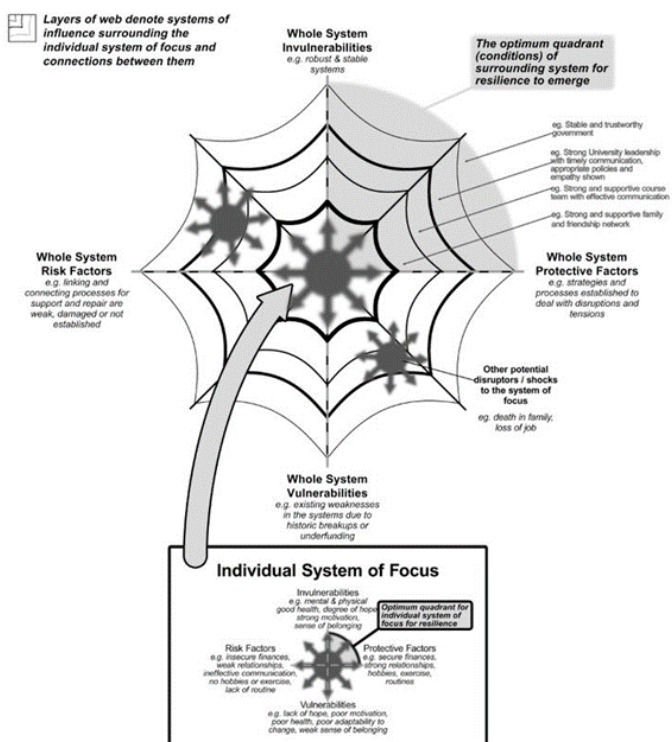 Layers of web denote systems of
influence surrounding the
individual system of focus and
connections between them
Whole System
Invulnerabilities
e.g. robust & stable
systems
The optimum quadrant
(conditions) of
surrounding system for
resilience to emerge
eg. Stable and trustworthy
government
eg. Strong University leadership
with timely communication,
appropriate policies and
empathy shown
eg. Strong and supportive course
team with effective communication
eg. Strong and supportive family
and friendship network
Whole System
Risk Factors
e.g. linking and
connecting processes for
support and repair are
weak, damaged or not
established
Whole System
Protective Factors
e.g. strategies and
processes established to
deal with disruptions and
tensions
Other potential
disruptors / shocks
to the system of
focus
eg. death in family,
loss of job
Whole System
Vulnerabilities
e.g. existing weaknesses
in the systems due to
historic breakups or
underfunding
Individual System of Focus
Invulnerabilities
e.g. mental & physical
good health, degree of hope
strong motivation,
sense of belonging
Optimum quadrant for
individual system of
focus for resilience
Risk Factors
e.g. insecure finances,
weak relationships,
ineffective communication,
no hobbies or exercise,
lack of routine
Protective Factors
e.g. secure finances,
strong relationships,
hobbies, exercise,
routines
Vulnerabilities
e.g. lack of hope, poor motivation,
poor health, poor adaptability to
change, weak sense of belonging